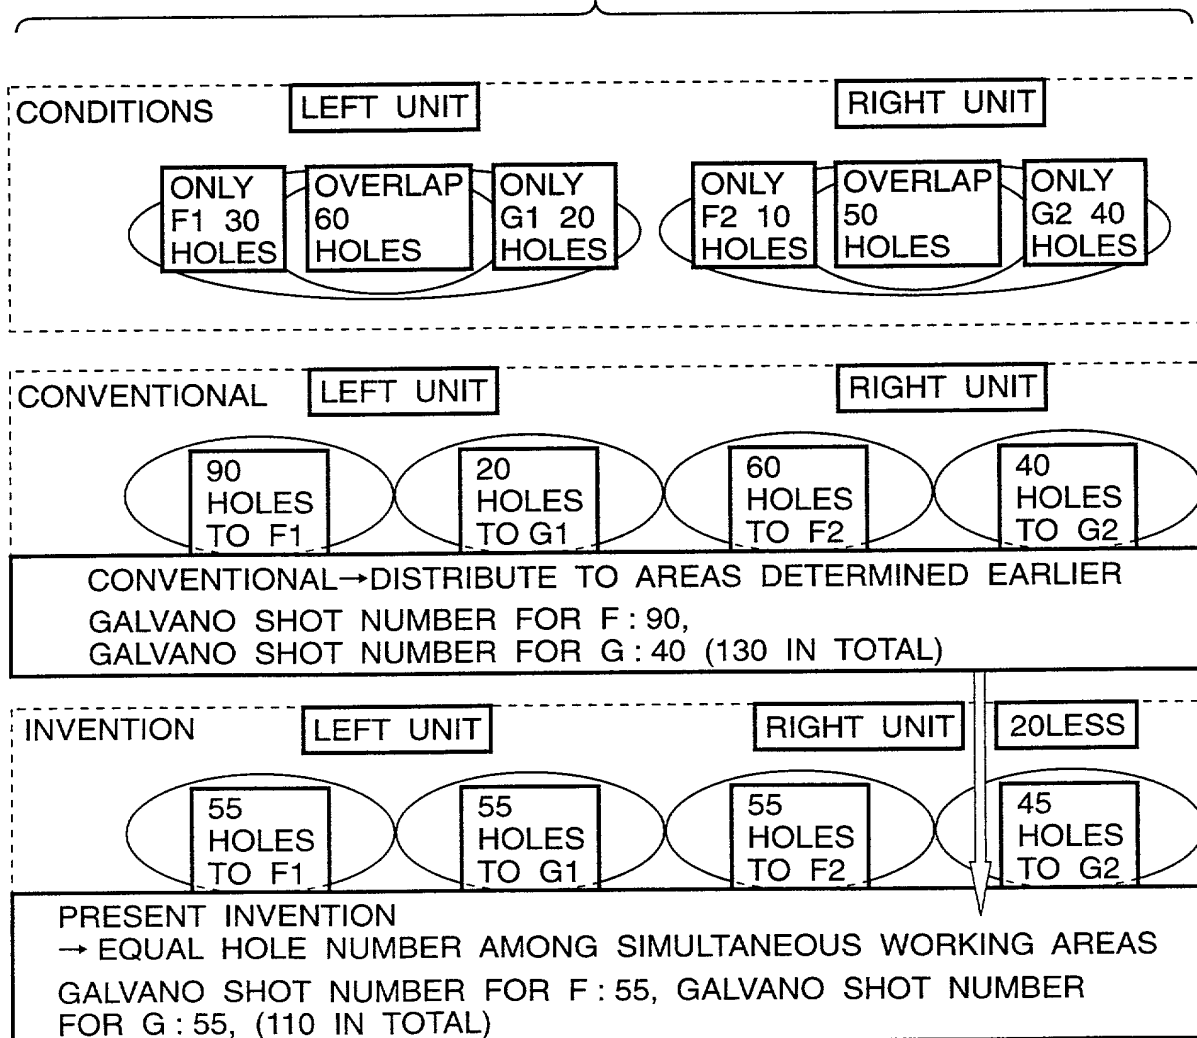 CONDITIONS
LEFT UNIT
RIGHT UNIT
ONLY
F1 30
HOLES
OVERLAP
60
HOLES
ONLY
G1 20
HOLES
ONLY
F2 10
HOLES
OVERLAP
50
HOLES
ONLY
G2 40
HOLES
CONVENTIONAL
LEFT UNIT
RIGHT UNIT
90
HOLES
TO F1
20
HOLES
TO G1
60
HOLES
TO F2
40
HOLES
TO G2
CONVENTIONAL→DISTRIBUTE TO AREAS DETERMINED EARLIER
GALVANO SHOT NUMBER FOR F : 90,
GALVANO SHOT NUMBER FOR G : 40 (130 IN TOTAL)
INVENTION
LEFT UNIT
RIGHT UNIT
20LESS
55
HOLES
TO F1
55
HOLES
TO G1
55
HOLES
TO F2
45
HOLES
TO G2
PRESENT INVENTION
→ EQUAL HOLE NUMBER AMONG SIMULTANEOUS WORKING AREAS
GALVANO SHOT NUMBER FOR F : 55, GALVANO SHOT NUMBER
FOR G : 55, (110 IN TOTAL)